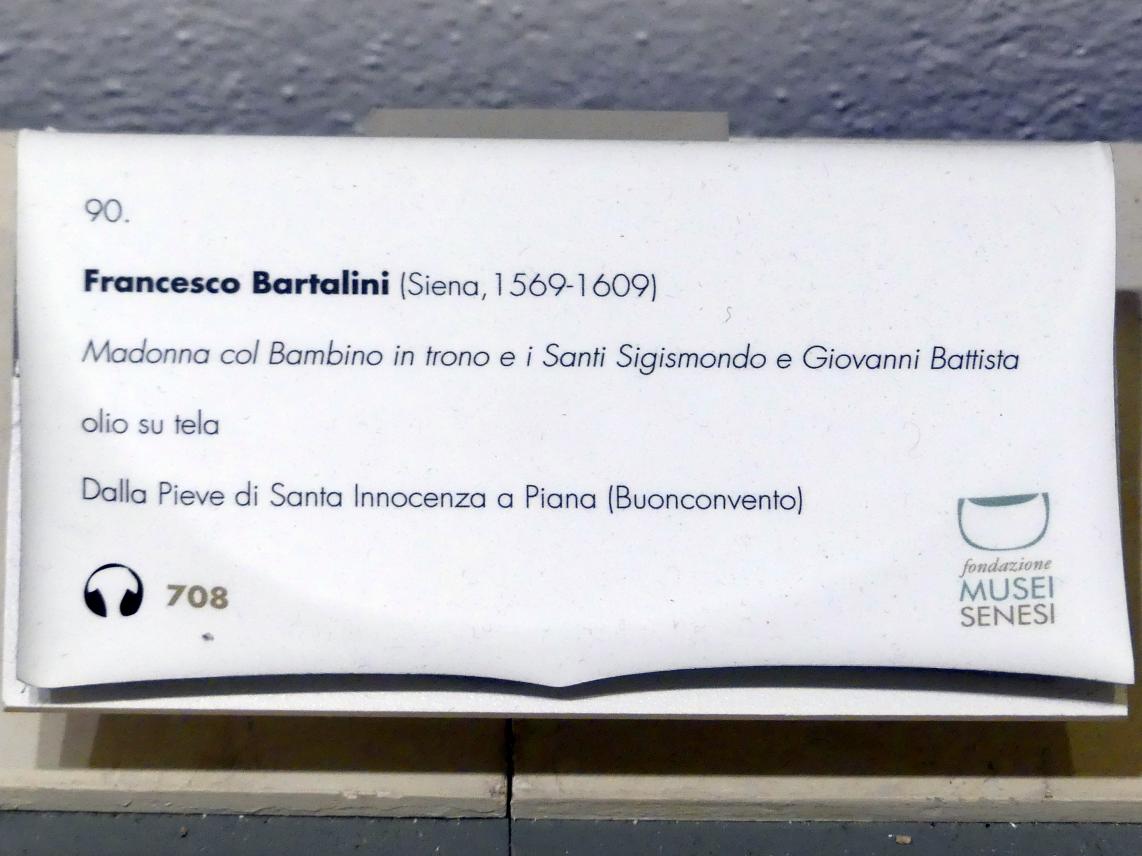 90.
Francesco Bartalini (Siena, 1569-1609)
Madonna col Bambino in trono e i Santi Sigismondo e Giovanni Battista
olio su tela
Dalla Pieve di Santa Innocenza a Piana (Buonconvento)
708
fondazione
MUSEI
SENESI